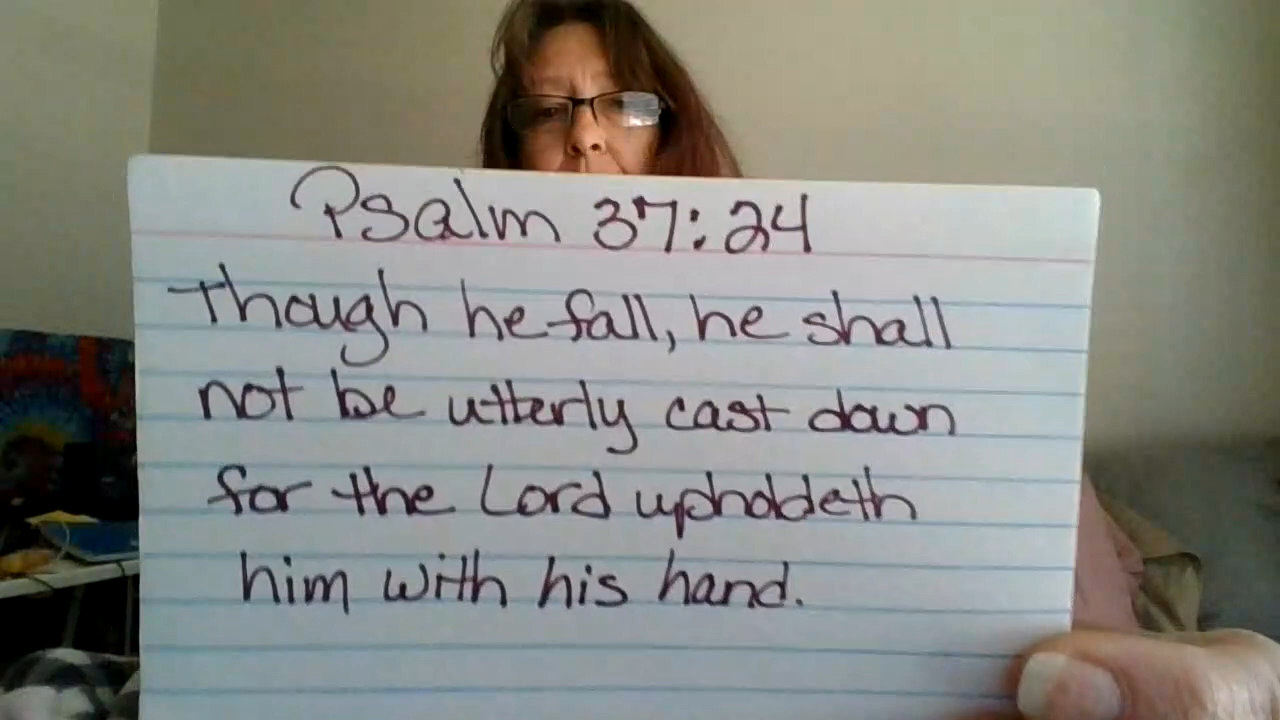 Psalm 37:24
Though he fall, he shall
not be utterly cast down
for the Lord upholdeth
him with his hand.